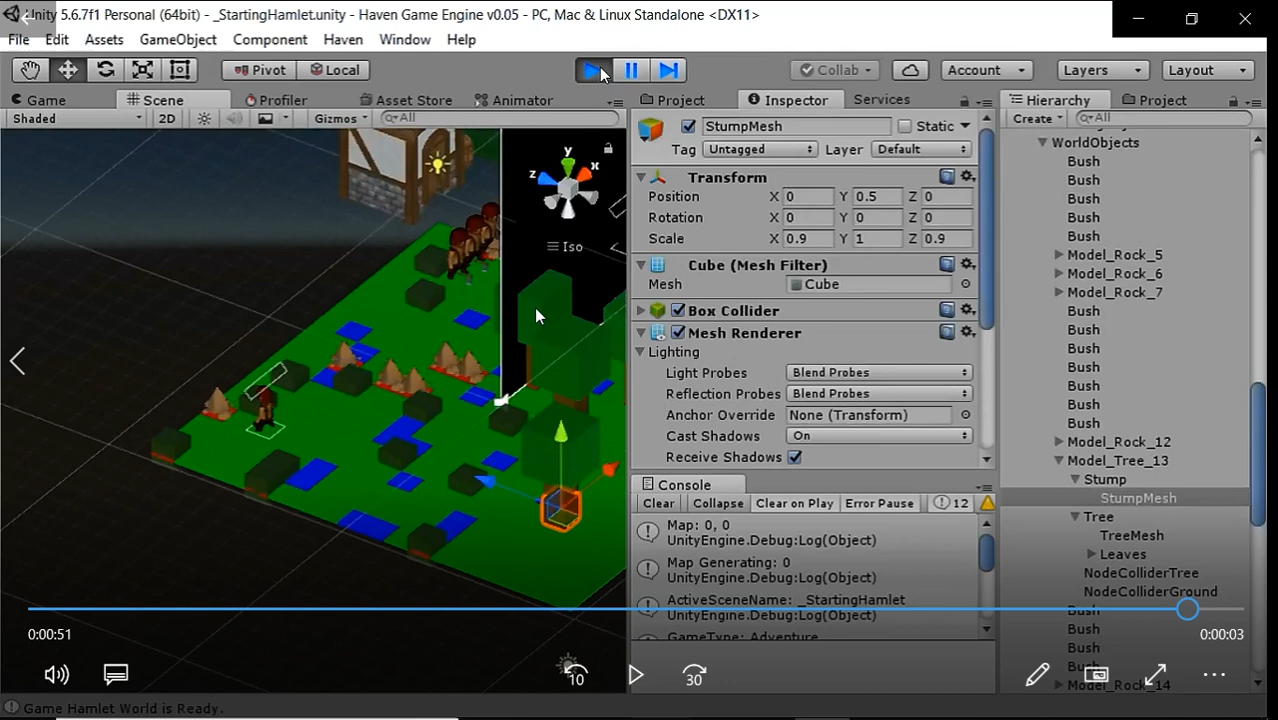 Unity 5.6.7f1 Personal (64bit) - _StartingHamlet.unity - Haven Game Engine v0.05 - PC, Mac & Linux Standalone <DX11>
File Edit Assets GameObject Component Haven Window Help
Pivot Local Collab Account Layers Layout
Game Scene Profiler Asset Store Animator
Shaded 2D Gizmos All
y
x
z
Iso
Project Inspector Services
StumpMesh Static
Tag Untagged Layer Default
Transform
Position X 0 Y 0.5 Z 0
Rotation X 0 Y 0 Z 0
Scale X 0.9 Y 1 Z 0.9
Cube (Mesh Filter)
Mesh Cube
Box Collider
Mesh Renderer
Lighting
Light Probes Blend Probes
Reflection Probes Blend Probes
Anchor Override None (Transform)
Cast Shadows On
Receive Shadows
Console
Clear Collapse Clear on Play Error Pause 12
Map: 0, 0
UnityEngine.Debug:Log(Object)
Map Generating: 0
UnityEngine.Debug:Log(Object)
ActiveSceneName: _StartingHamlet
UnityEngine.Debug:Log(Object)
GameType: Adventure
Hierarchy Project
Create All
WorldObjects
Bush
Bush
Bush
Bush
Bush
Model_Rock_5
Model_Rock_6
Model_Rock_7
Bush
Bush
Bush
Bush
Bush
Bush
Bush
Model_Rock_12
Model_Tree_13
Stump
StumpMesh
Tree
TreeMesh
Leaves
NodeColliderTree
NodeColliderGround
Bush
Bush
Bush
Bush
Model_Rock_14
0:00:51
0:00:03
10
30
Game Hamlet World is Ready.